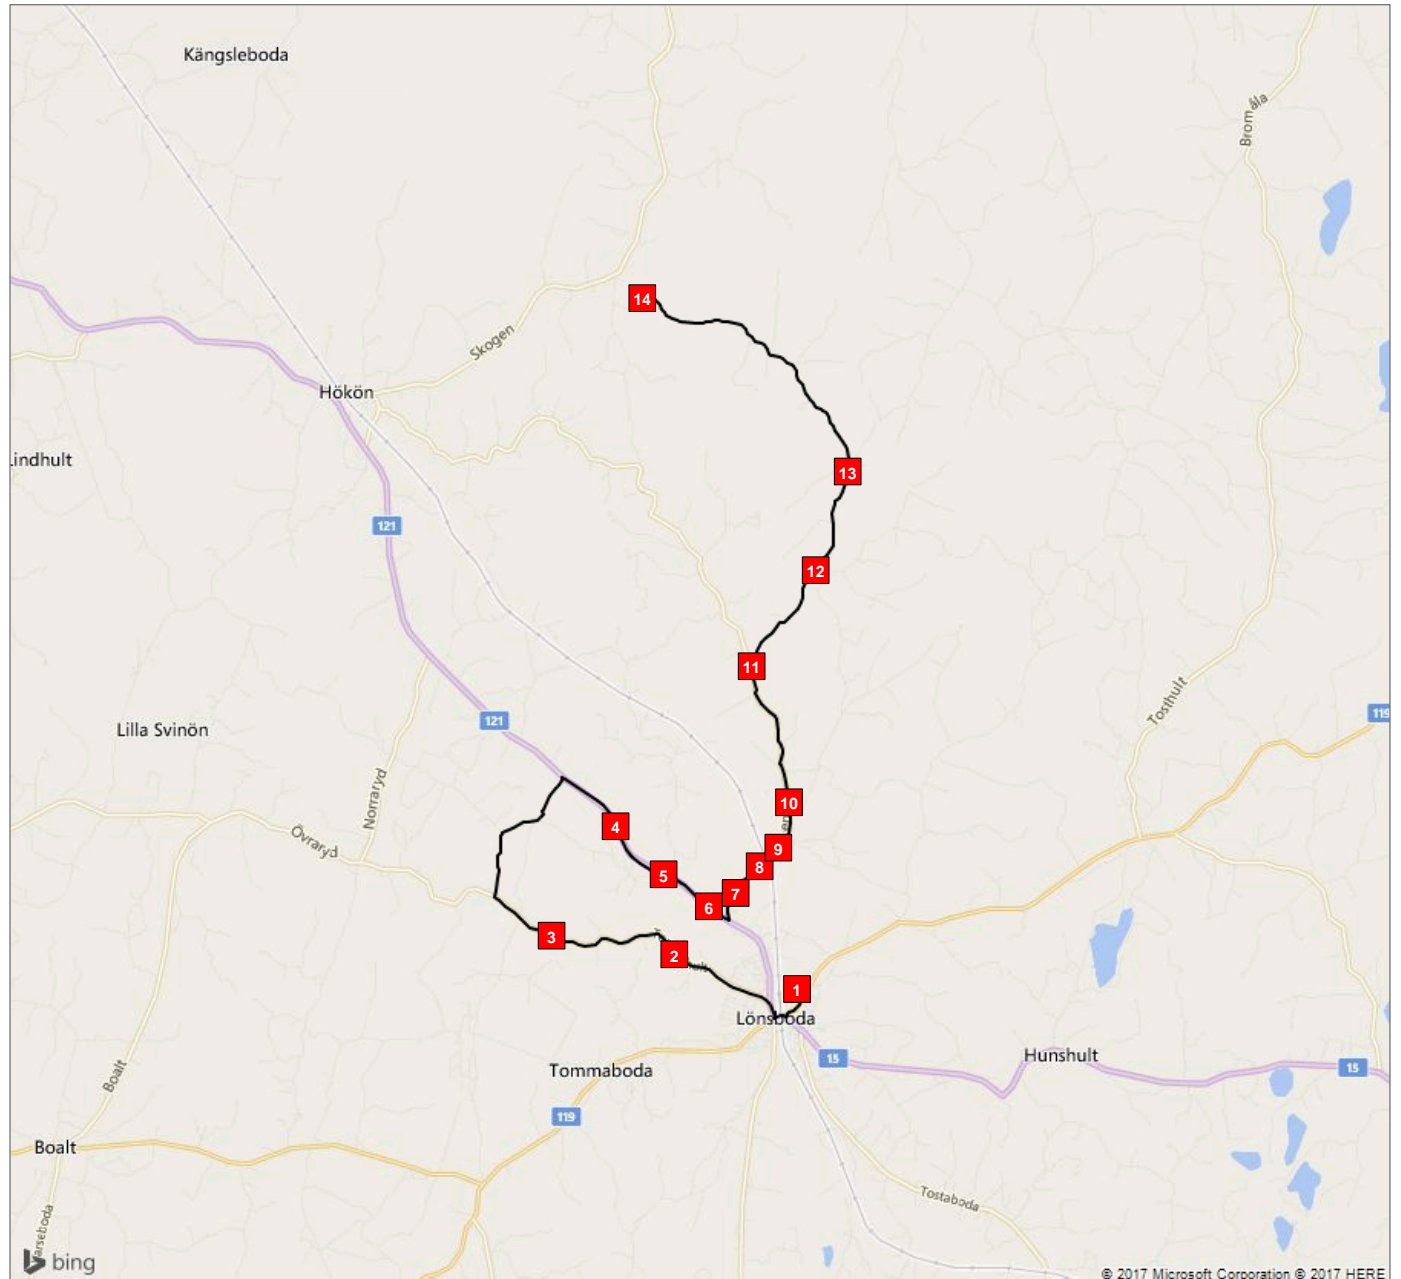 Kängsleboda
Bromåla
14
Skogen
Hökön
Lindhult
13
121
12
11
Tosthult
119
121
Lilla Svinön
Norraryd
10
4
9
Övraryd
8
5
7
6
3
2
1
Lönsboda
15
Hunshult
15
Tommaboda
Boalt
119
Boalt
Tostaboda
bing
© 2017 Microsoft Corporation © 2017 HERE